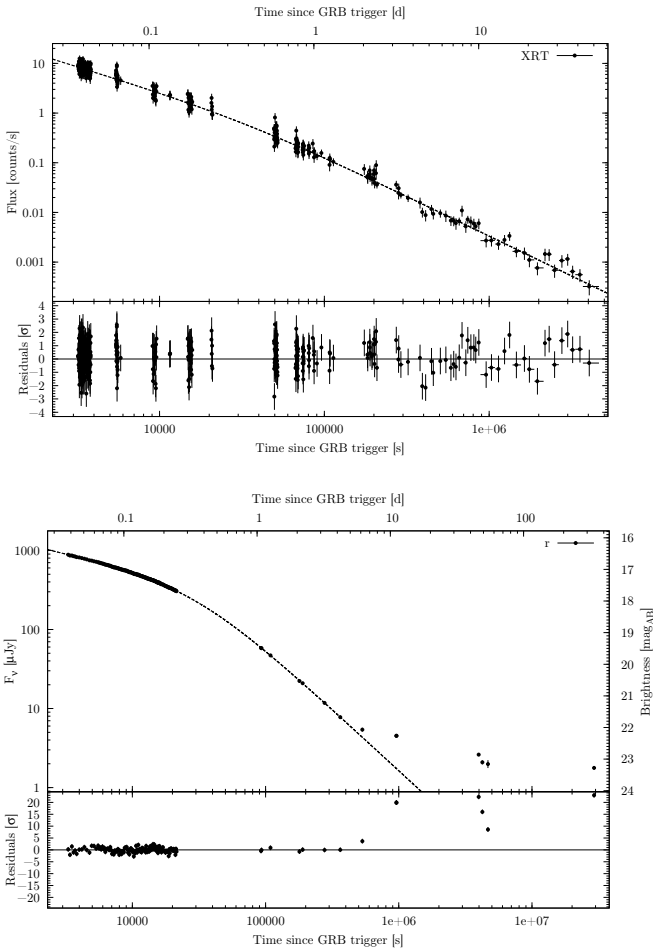 Time since GRB trigger [d]
0.1 1 10
XRT
10
1
0.1
0.01
0.001
Flux [counts/s]
4
3
2
1
0
−1
−2
−3
−4
Residuals [σ]
10000 100000 1e+06
Time since GRB trigger [s]
Time since GRB trigger [d]
0.1 1 10 100
r
1000
100
10
1
F_ν [μJy]
16
17
18
19
20
21
22
23
24
Brightness [mag_AB]
20
15
10
5
0
−5
−10
−15
−20
Residuals [σ]
10000 100000 1e+06 1e+07
Time since GRB trigger [s]